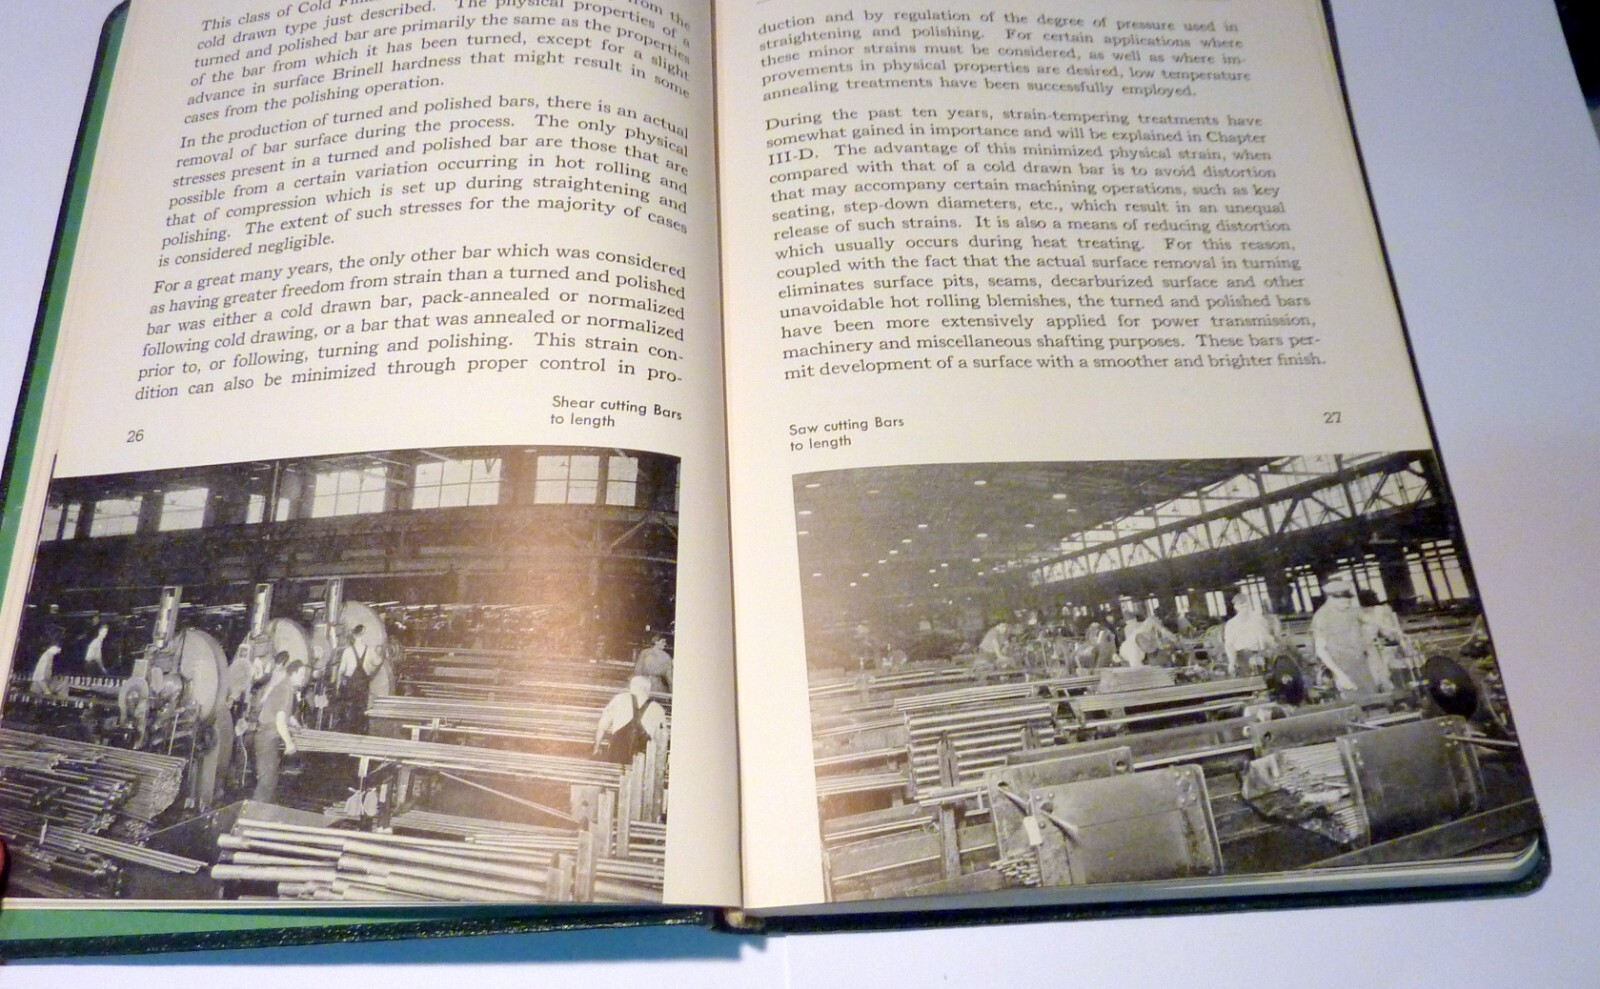 This class of Cold from the
cold drawn type just described. The physical properties of a
turned and polished bar are primarily the same as the properties
of the bar from which it has been turned, except for a slight
advance in surface Brinell hardness that might result in some
cases from the polishing operation.
In the production of turned and polished bars, there is an actual
removal of bar surface during the process. The only physical
stresses present in a turned and polished bar are those that are
possible from a certain variation occurring in hot rolling and
that of compression which is set up during straightening and
polishing. The extent of such stresses for the majority of cases
is considered negligible.
For a great many years, the only other bar which was considered
as having greater freedom from strain than a turned and polished
bar was either a cold drawn bar, pack-annealed or normalized
following cold drawing, or a bar that was annealed or normalized
prior to, or following, turning and polishing. This strain con-
dition can also be minimized through proper control in pro-
Shear cutting Bars
to length
26
duction and by regulation of the degree of pressure used in
straightening and polishing. For certain applications where
these minor strains must be considered, as well as where im-
provements in physical properties are desired, low temperature
annealing treatments have been successfully employed.
During the past ten years, strain-tempering treatments have
somewhat gained in importance and will be explained in Chapter
III-D. The advantage of this minimized physical strain, when
compared with that of a cold drawn bar is to avoid distortion
that may accompany certain machining operations, such as key
seating, step-down diameters, etc., which result in an unequal
release of such strains. It is also a means of reducing distortion
which usually occurs during heat treating. For this reason,
coupled with the fact that the actual surface removal in turning
eliminates surface pits, seams, decarburized surface and other
unavoidable hot rolling blemishes, the turned and polished bars
have been more extensively applied for power transmission,
machinery and miscellaneous shafting purposes. These bars per-
mit development of a surface with a smoother and brighter finish.
Saw cutting Bars
to length
27